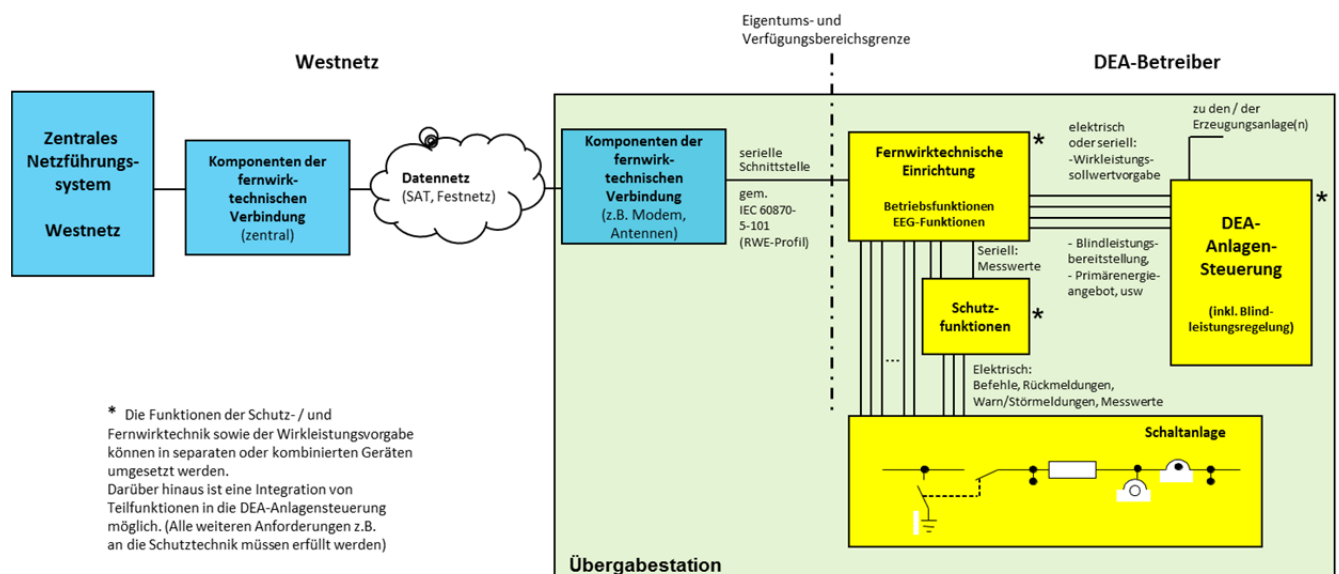 Eigentums- und
Verfügungsbereichsgrenze
Westnetz
DEA-Betreiber
Zentrales
Netzführungs-
system
Westnetz
Komponenten der
fernwirk-
technischen
Verbindung
(zentral)
Datennetz
(SAT, Festnetz)
Komponenten der
fernwirk-
technischen
Verbindung
(z.B. Modem,
Antennen)
serielle
Schnittstelle
gem.
IEC 60870-
5-101
(RWE-Profil)
Fernwirktechnische
Einrichtung
Betriebsfunktionen
EEG-Funktionen
*
elektrisch
oder seriell:
-Wirkleistungs-
sollwertvorgabe
zu den / der
Erzeugungsanlage(n)
- Blindleistungs-
bereitstellung,
- Primärenergie-
angebot, usw
DEA-
Anlagen-
Steuerung
(inkl. Blind-
leistungsregelung)
*
Seriell:
Messwerte
Schutz-
funktionen
*
...
Elektrisch:
Befehle, Rückmeldungen,
Warn/Störmeldungen, Messwerte
Schaltanlage
* Die Funktionen der Schutz- / und
Fernwirktechnik sowie der Wirkleistungsvorgabe
können in separaten oder kombinierten Geräten
umgesetzt werden.
Darüber hinaus ist eine Integration von
Teilfunktionen in die DEA-Anlagensteuerung
möglich. (Alle weiteren Anforderungen z.B.
an die Schutztechnik müssen erfüllt werden)
Übergabestation